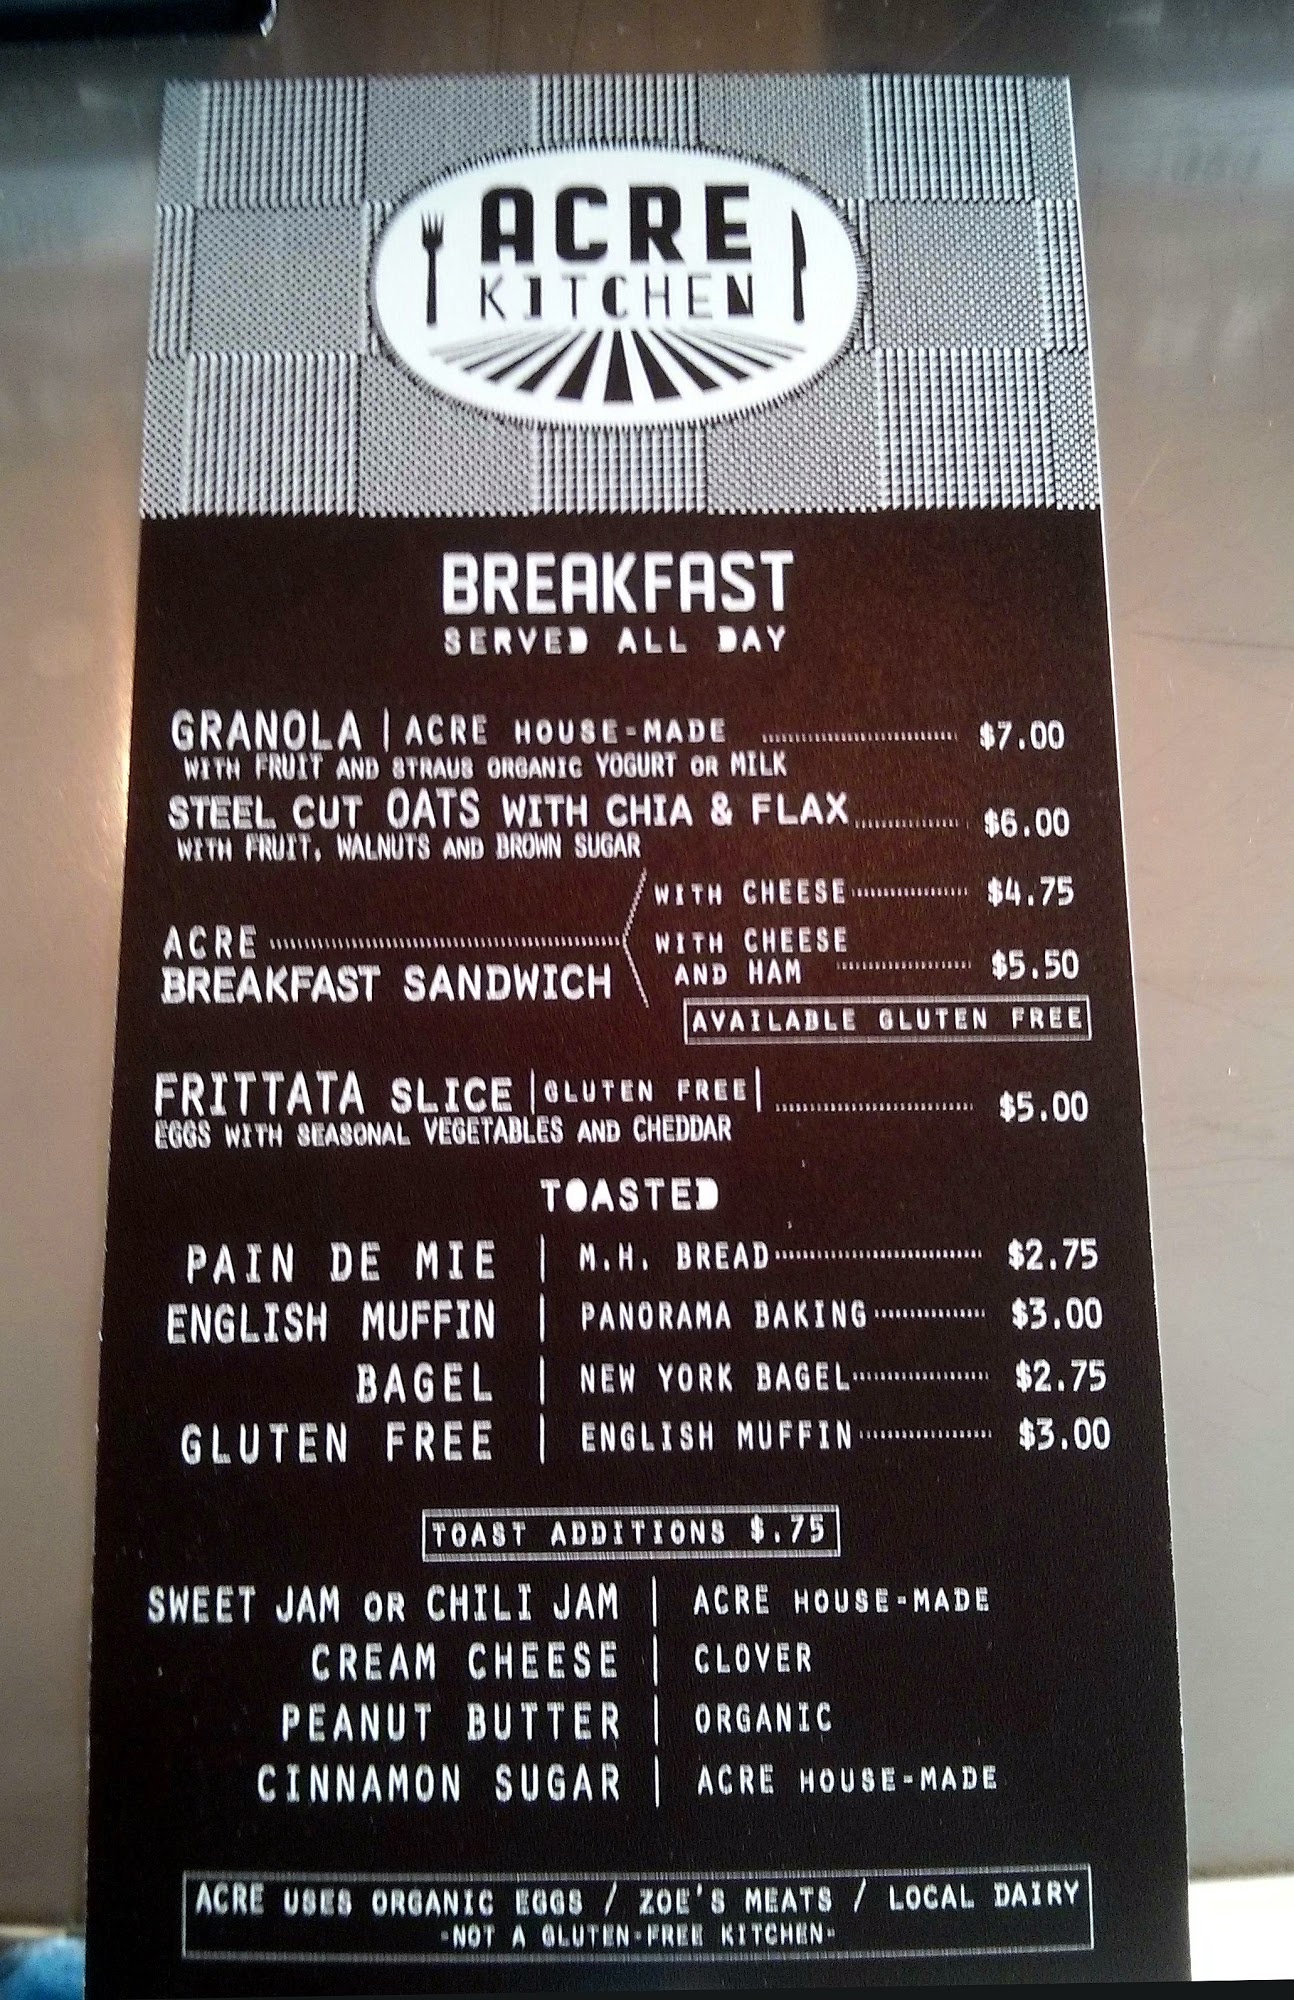 ACRE
KITCHEN
BREAKFAST
SERVED ALL DAY
GRANOLA | ACRE HOUSE-MADE $7.00
WITH FRUIT AND STRAUS ORGANIC YOGURT OR MILK
STEEL CUT OATS WITH CHIA & FLAX $6.00
WITH FRUIT, WALNUTS AND BROWN SUGAR
ACRE
BREAKFAST SANDWICH
WITH CHEESE $4.75
WITH CHEESE
AND HAM $5.50
AVAILABLE GLUTEN FREE
FRITTATA SLICE |GLUTEN FREE| $5.00
EGGS WITH SEASONAL VEGETABLES AND CHEDDAR
TOASTED
PAIN DE MIE | M.H. BREAD $2.75
ENGLISH MUFFIN | PANORAMA BAKING $3.00
BAGEL | NEW YORK BAGEL $2.75
GLUTEN FREE | ENGLISH MUFFIN $3.00
TOAST ADDITIONS $.75
SWEET JAM OR CHILI JAM | ACRE HOUSE-MADE
CREAM CHEESE | CLOVER
PEANUT BUTTER | ORGANIC
CINNAMON SUGAR | ACRE HOUSE-MADE
ACRE USES ORGANIC EGGS / ZOE'S MEATS / LOCAL DAIRY
-NOT A GLUTEN-FREE KITCHEN-